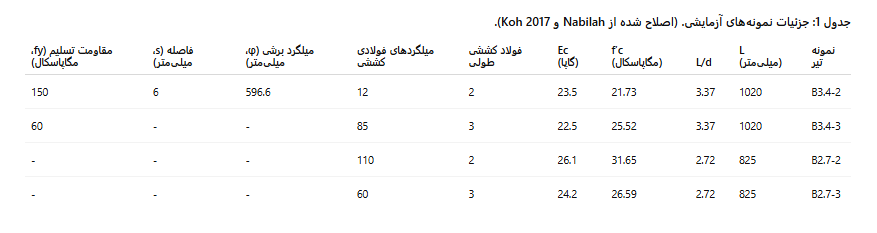 جدول 1: جزئیات نمونه‌های آزمایشی. (اصلاح شده از Nabilah و Koh 2017).
نمونه تیر	L (میلی‌متر)	L/d	f'c (مگاپاسکال)	Ec (گاپا)	فولاد کششی طولی	میلگردهای فولادی کششی	میلگرد برشی (φ، میلی‌متر)	فاصله (s، میلی‌متر)	مقاومت تسلیم (fy، مگاپاسکال)
B3.4-2	1020	3.37	21.73	23.5	2	12	596.6	6	150
B3.4-3	1020	3.37	25.52	22.5	3	85	-	-	60
B2.7-2	825	2.72	31.65	26.1	2	110	-	-	-
B2.7-3	825	2.72	26.59	24.2	3	60	-	-	-